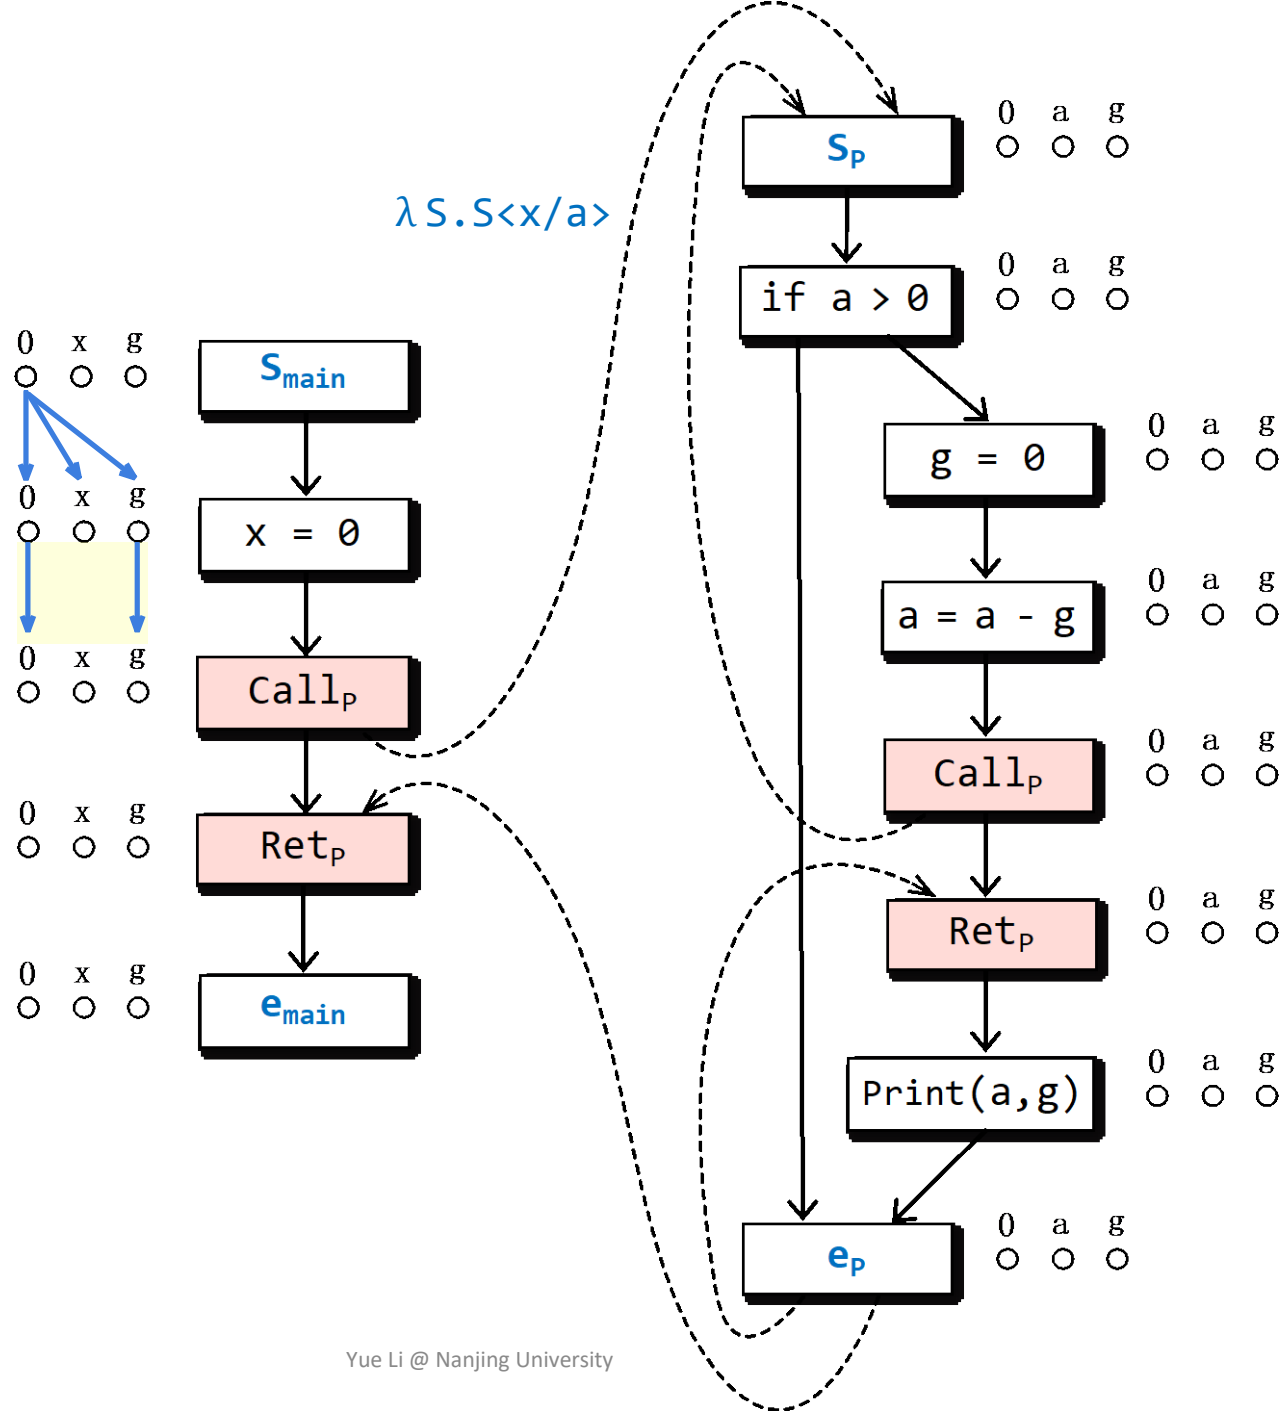 λS.S<x/a>
0 x g
S_main
0 x g
x = 0
0 x g
Call_P
0 x g
Ret_P
0 x g
e_main
S_P
0 a g
if a > 0
0 a g
g = 0
0 a g
a = a - g
0 a g
Call_P
0 a g
Ret_P
0 a g
Print(a,g)
0 a g
e_P
0 a g
Yue Li @ Nanjing University